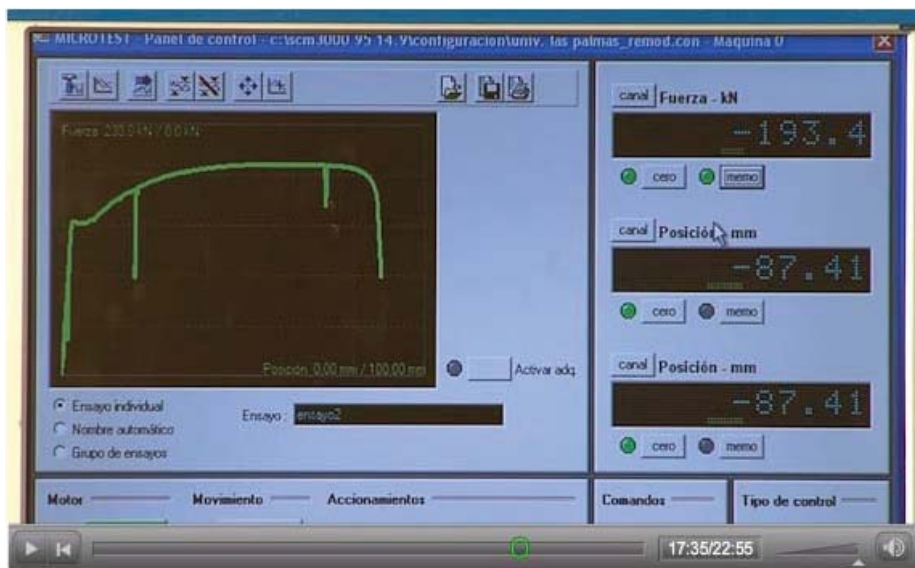 MICROTEST - Panel de control - c:\scm3000 95 14.9\configuracion\univ. las palmas_remod.con - Maquina 0
Fuerza 230.0 kN / 0.0 kN
Posición 0,00 mm / 100,00 mm
Activar adq.
Ensayo individual
Nombre automático
Grupo de ensayos
Ensayo :
ensayo2
canal Fuerza - kN
-193.4
cero memo
canal Posición - mm
-87.41
cero memo
canal Posición - mm
-87.41
cero memo
Motor Movimiento Accionamientos Comandos Tipo de control
17:35/22:55